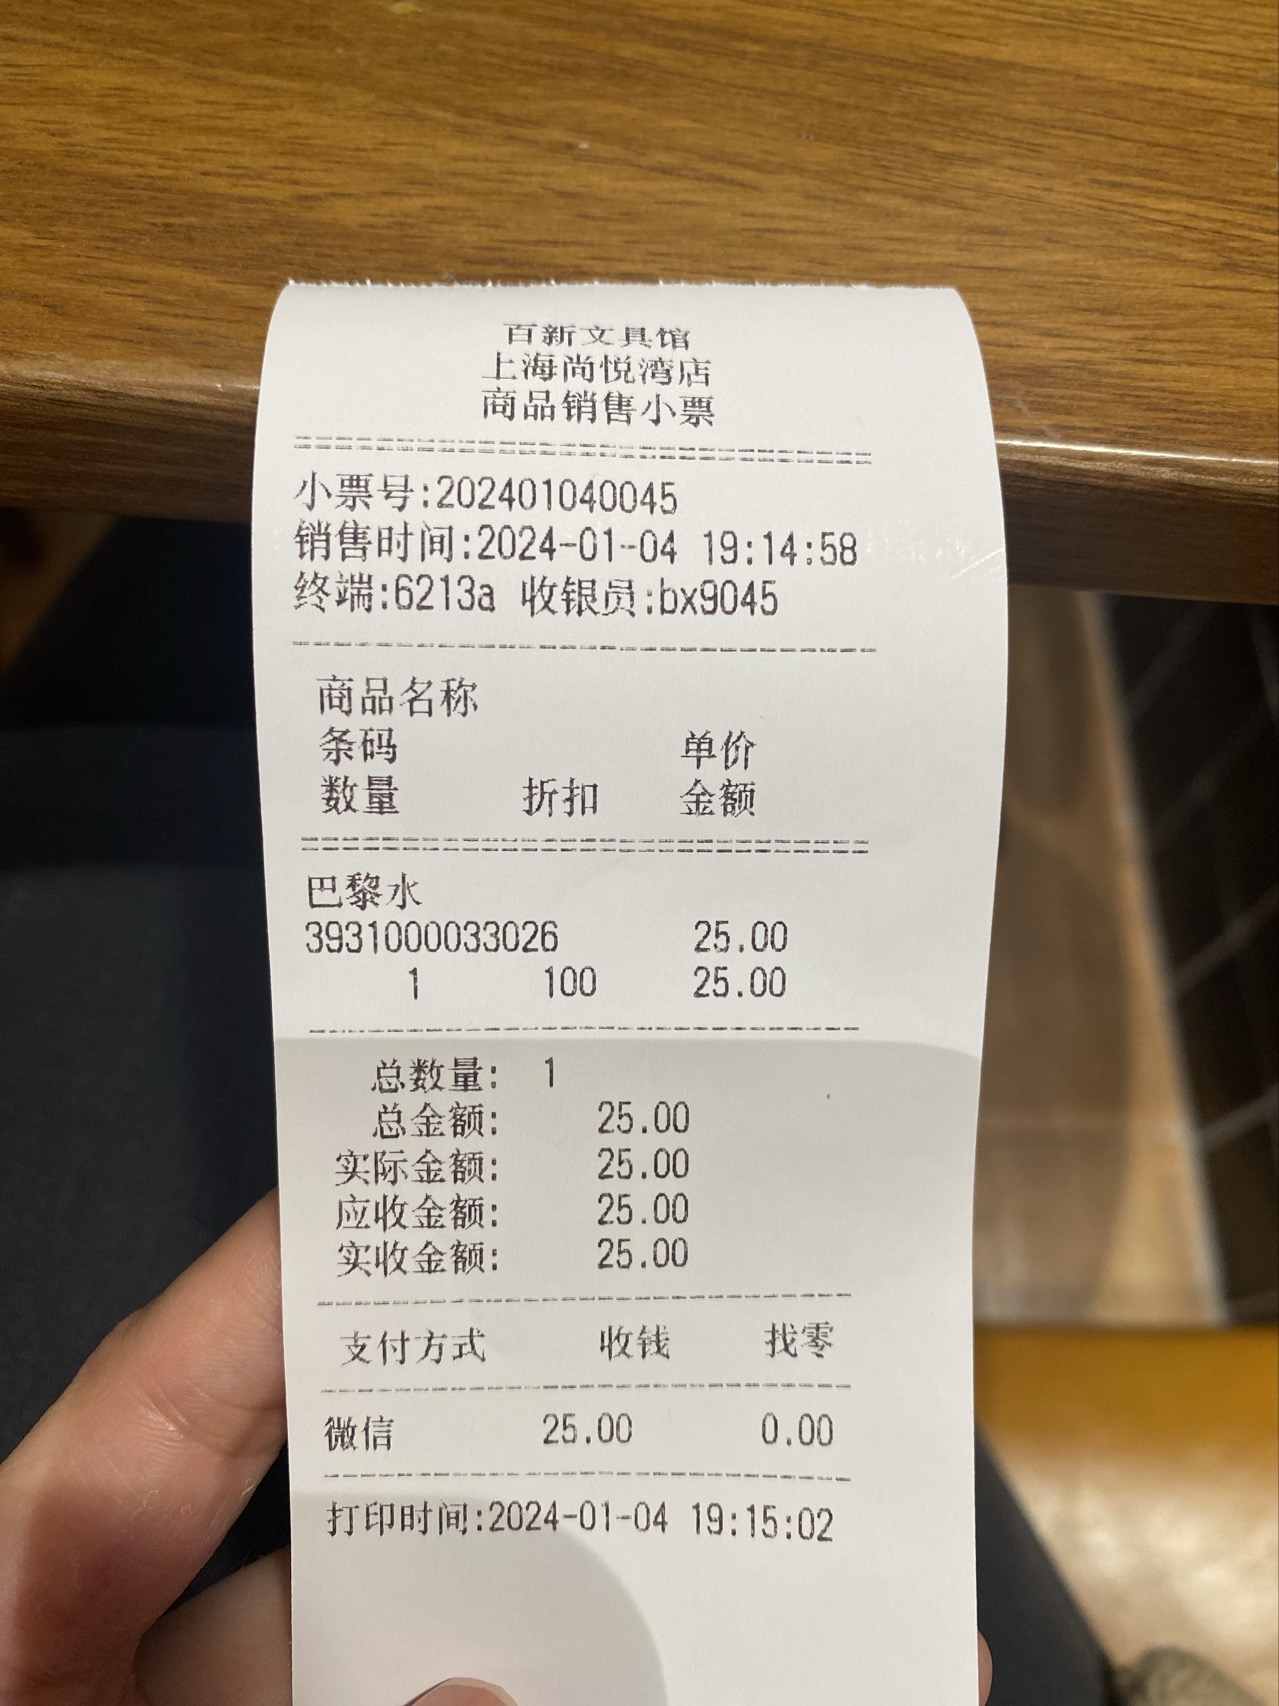 百新文具馆
上海尚悦湾店
商品销售小票
小票号:202401040045
销售时间:2024-01-04 19:14:58
终端:6213a 收银员:bx9045
商品名称
条码 单价
数量 折扣 金额
巴黎水
3931000033026 25.00
1 100 25.00
总数量: 1
总金额: 25.00
实际金额: 25.00
应收金额: 25.00
实收金额: 25.00
支付方式 收钱 找零
微信 25.00 0.00
打印时间:2024-01-04 19:15:02